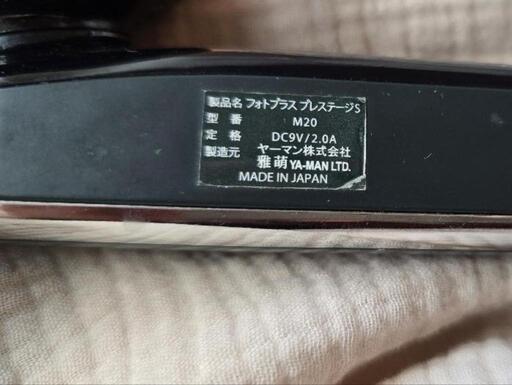 製品名 フォトプラス プレステージS
型番 M20
定格 DC9V/2.0A
製造元 ヤーマン株式会社
雅萌 YA-MAN LTD.
MADE IN JAPAN